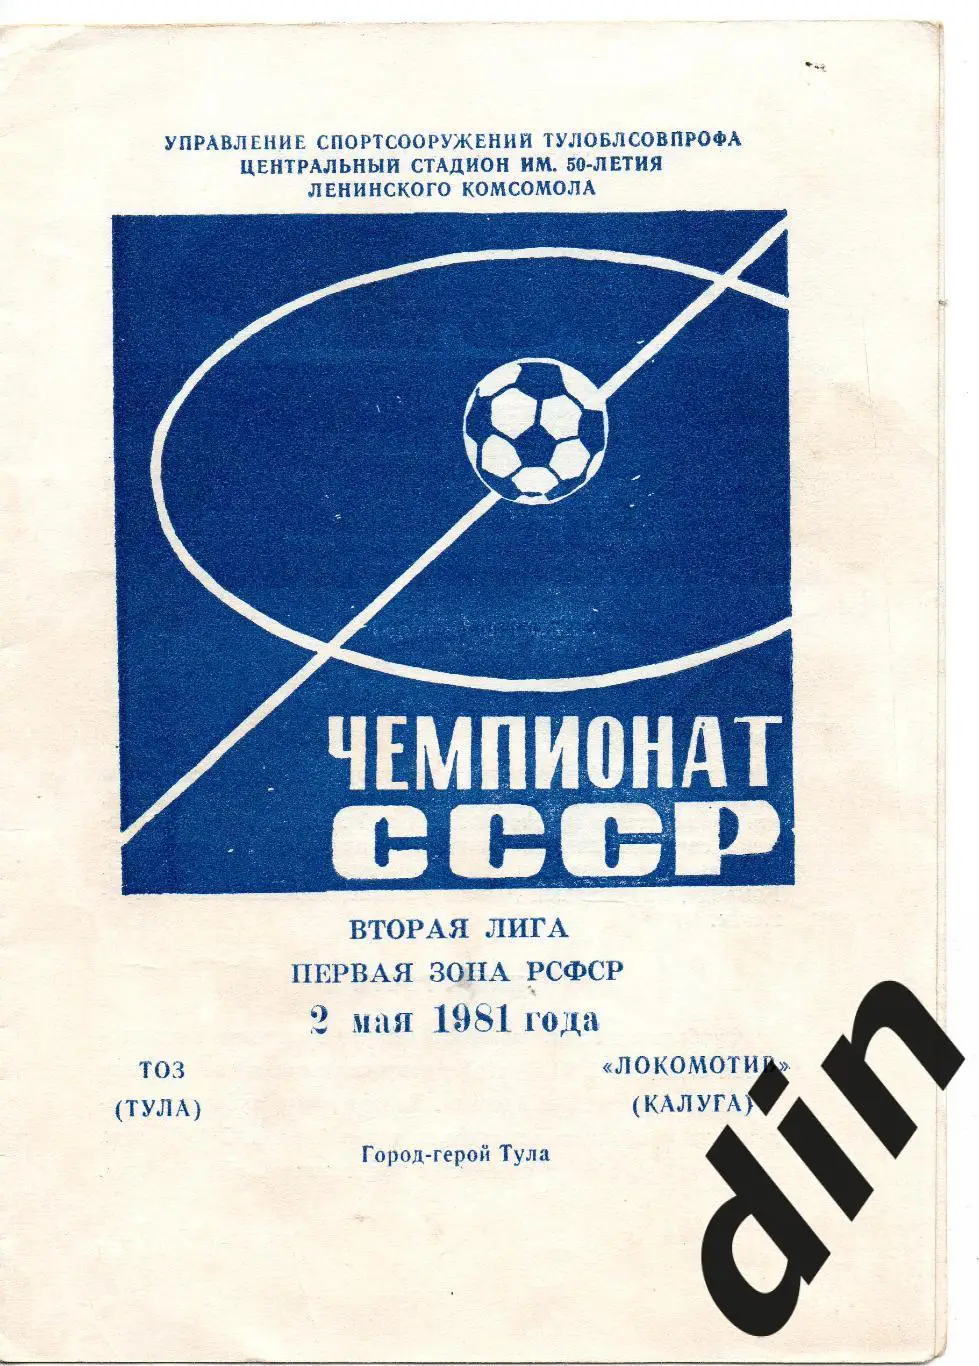 УПРАВЛЕНИЕ СПОРТСООРУЖЕНИЙ ТУЛОБЛСОВПРОФА
ЦЕНТРАЛЬНЫЙ СТАДИОН ИМ. 50-ЛЕТИЯ
ЛЕНИНСКОГО КОМСОМОЛА
ЧЕМПИОНАТ
СССР
ВТОРАЯ ЛИГА
ПЕРВАЯ ЗОНА РСФСР
2 мая 1981 года
ТОЗ
(ТУЛА)
«ЛОКОМОТИВ»
(КАЛУГА)
Город-герой Тула
din